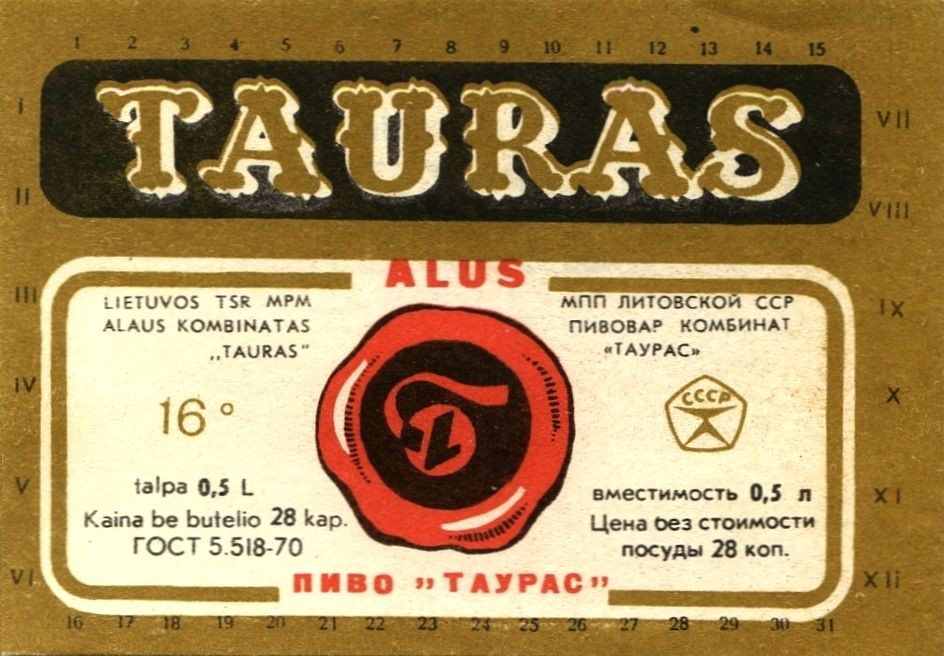 1 2 3 4 5 6 7 8 9 10 11 12 13 14 15
TAURAS
I
II
III
IV
V
VI
VII
VIII
IX
X
XI
XII
ALUS
LIETUVOS TSR MPM
ALAUS KOMBINATAS
„TAURAS"
16°
talpa 0,5 L
Kaina be butelio 28 kap.
ГОСТ 5.518-70
МПП ЛИТОВСКОЙ ССР
ПИВОВАР КОМБИНАТ
«ТАУРАС»
СССР
вместимость 0,5 л
Цена без стоимости
посуды 28 коп.
ПИВО „ТАУРАС"
16 17 18 19 20 21 22 23 24 25 26 27 28 29 30 31